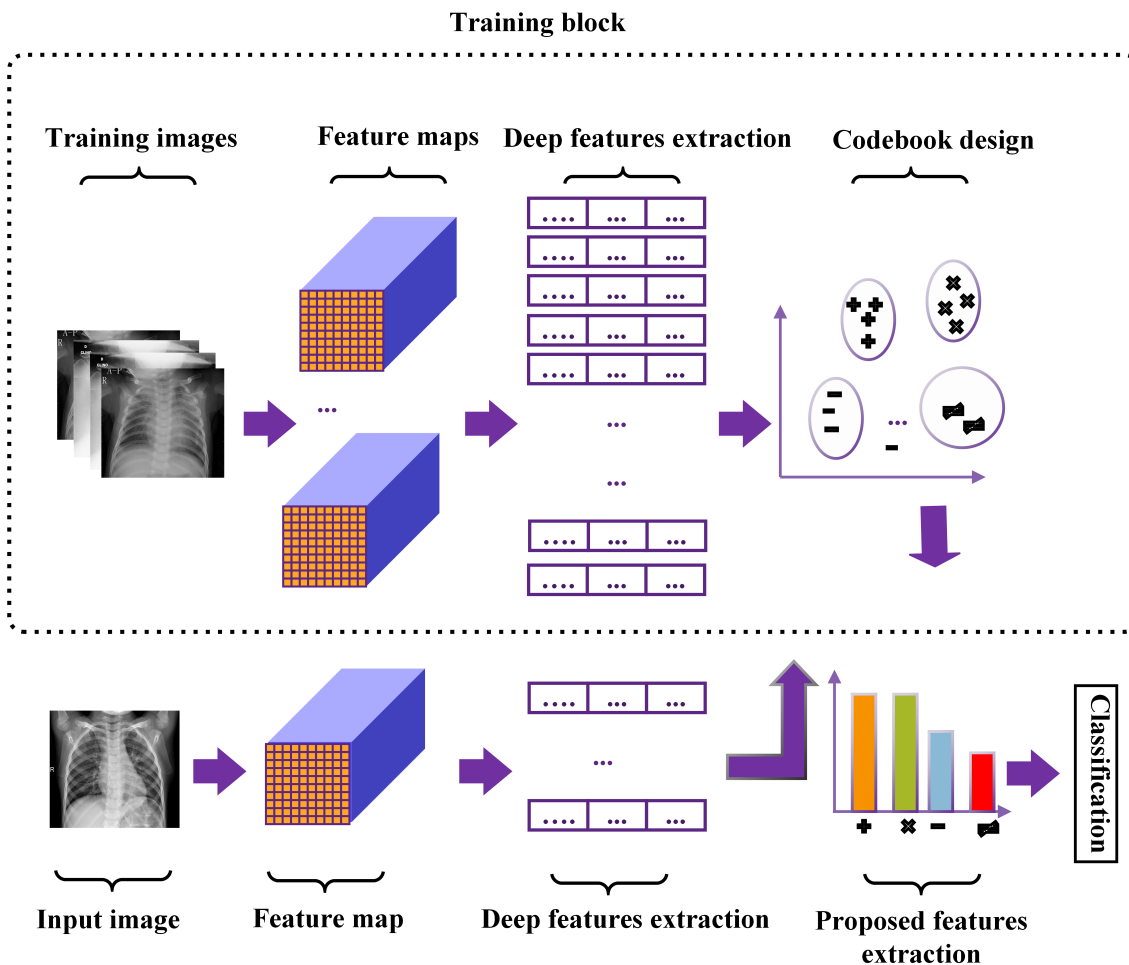 Training block
Training images
Feature maps
Deep features extraction
Codebook design
A-P
R
A-P
R
...
.... ... ...
.... ... ...
.... ... ...
.... ... ...
.... ... ...
...
...
.... ... ...
.... ... ...
...
R
.... ... ...
...
.... ... ...
Classification
Input image
Feature map
Deep features extraction
Proposed features
extraction